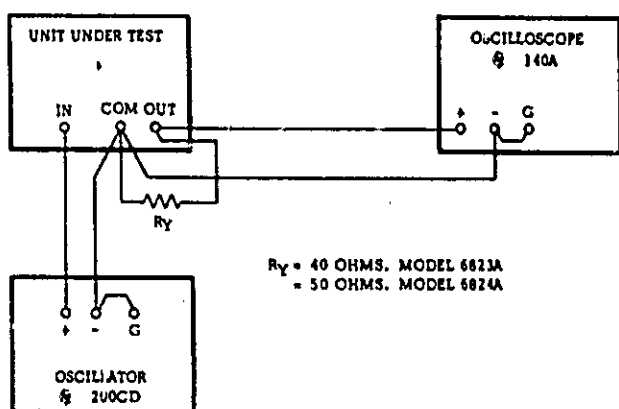 UNIT UNDER TEST
IN COM OUT
OSCILLOSCOPE
140A
+ - G
RY
RY = 40 OHMS. MODEL 6823A
= 50 OHMS. MODEL 6824A
+ - G
OSCILLATOR
200CD